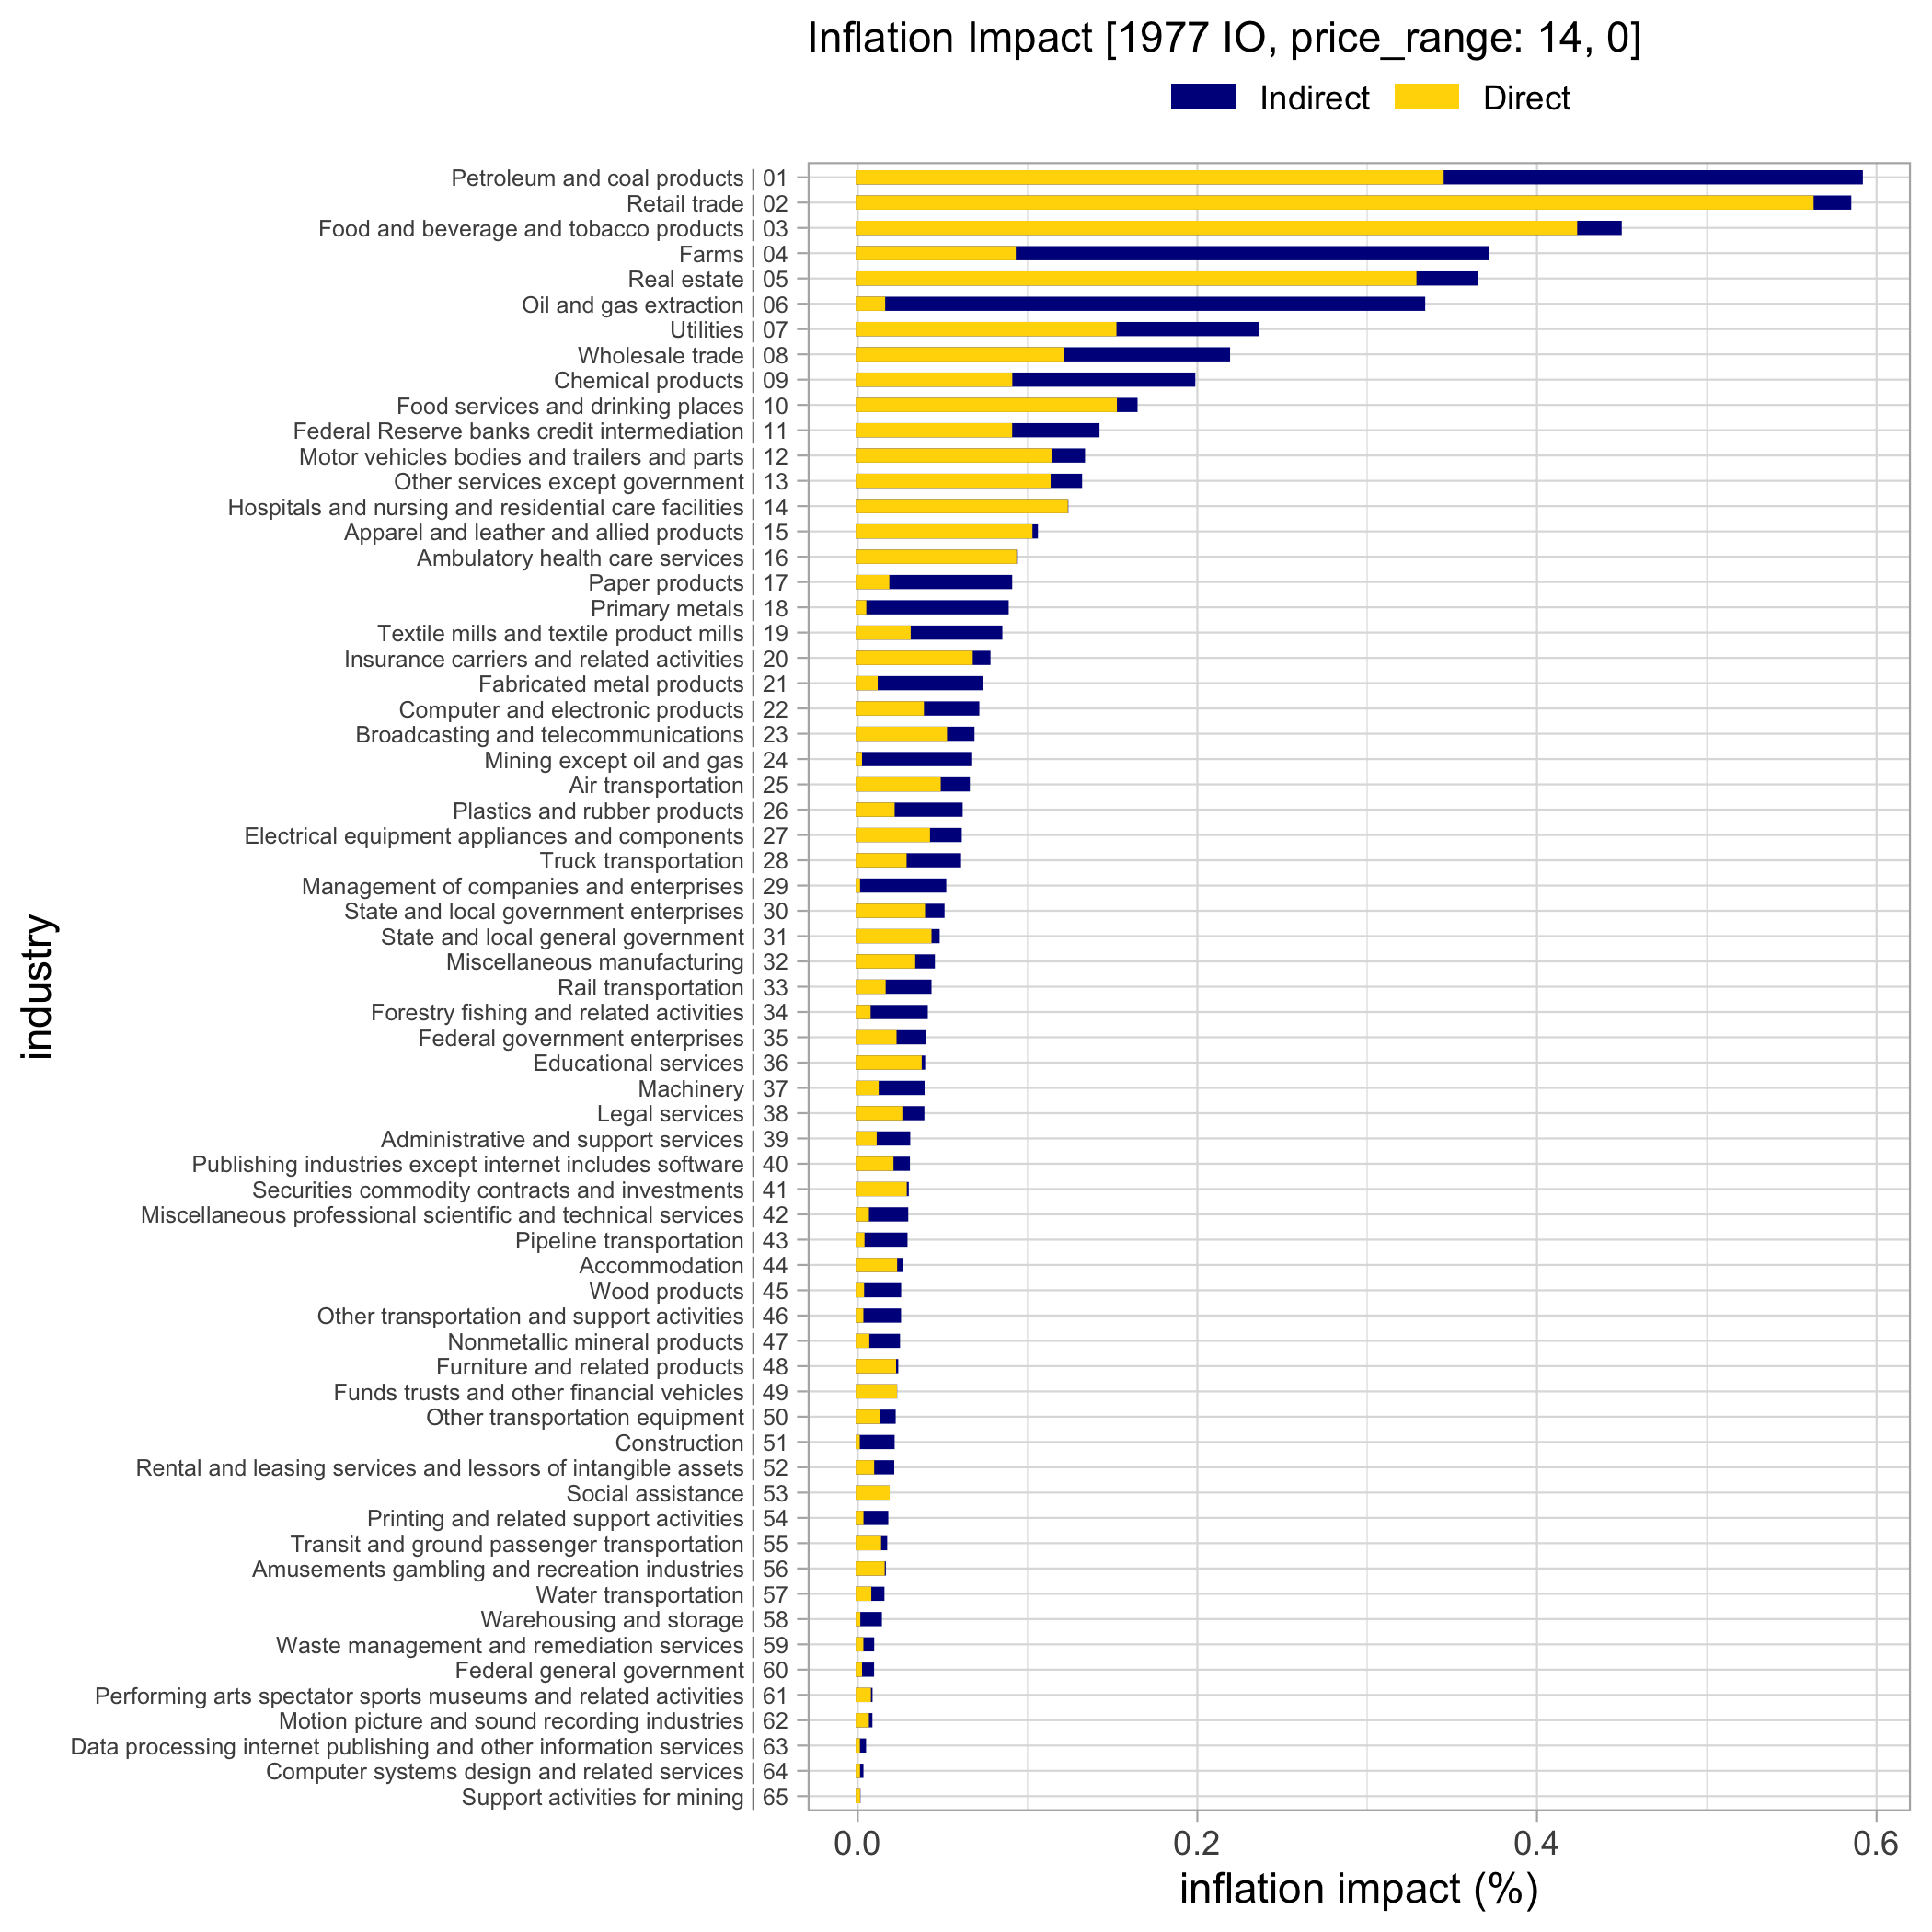 Inflation Impact [1977 IO, price_range: 14, 0]
Indirect Direct
Petroleum and coal products | 01
Retail trade | 02
Food and beverage and tobacco products | 03
Farms | 04
Real estate | 05
Oil and gas extraction | 06
Utilities | 07
Wholesale trade | 08
Chemical products | 09
Food services and drinking places | 10
Federal Reserve banks credit intermediation | 11
Motor vehicles bodies and trailers and parts | 12
Other services except government | 13
Hospitals and nursing and residential care facilities | 14
Apparel and leather and allied products | 15
Ambulatory health care services | 16
Paper products | 17
Primary metals | 18
Textile mills and textile product mills | 19
Insurance carriers and related activities | 20
Fabricated metal products | 21
Computer and electronic products | 22
Broadcasting and telecommunications | 23
Mining except oil and gas | 24
Air transportation | 25
Plastics and rubber products | 26
Electrical equipment appliances and components | 27
Truck transportation | 28
Management of companies and enterprises | 29
State and local government enterprises | 30
State and local general government | 31
Miscellaneous manufacturing | 32
Rail transportation | 33
Forestry fishing and related activities | 34
Federal government enterprises | 35
Educational services | 36
Machinery | 37
Legal services | 38
Administrative and support services | 39
Publishing industries except internet includes software | 40
Securities commodity contracts and investments | 41
Miscellaneous professional scientific and technical services | 42
Pipeline transportation | 43
Accommodation | 44
Wood products | 45
Other transportation and support activities | 46
Nonmetallic mineral products | 47
Furniture and related products | 48
Funds trusts and other financial vehicles | 49
Other transportation equipment | 50
Construction | 51
Rental and leasing services and lessors of intangible assets | 52
Social assistance | 53
Printing and related support activities | 54
Transit and ground passenger transportation | 55
Amusements gambling and recreation industries | 56
Water transportation | 57
Warehousing and storage | 58
Waste management and remediation services | 59
Federal general government | 60
Performing arts spectator sports museums and related activities | 61
Motion picture and sound recording industries | 62
Data processing internet publishing and other information services | 63
Computer systems design and related services | 64
Support activities for mining | 65
industry
0.0 0.2 0.4 0.6
inflation impact (%)